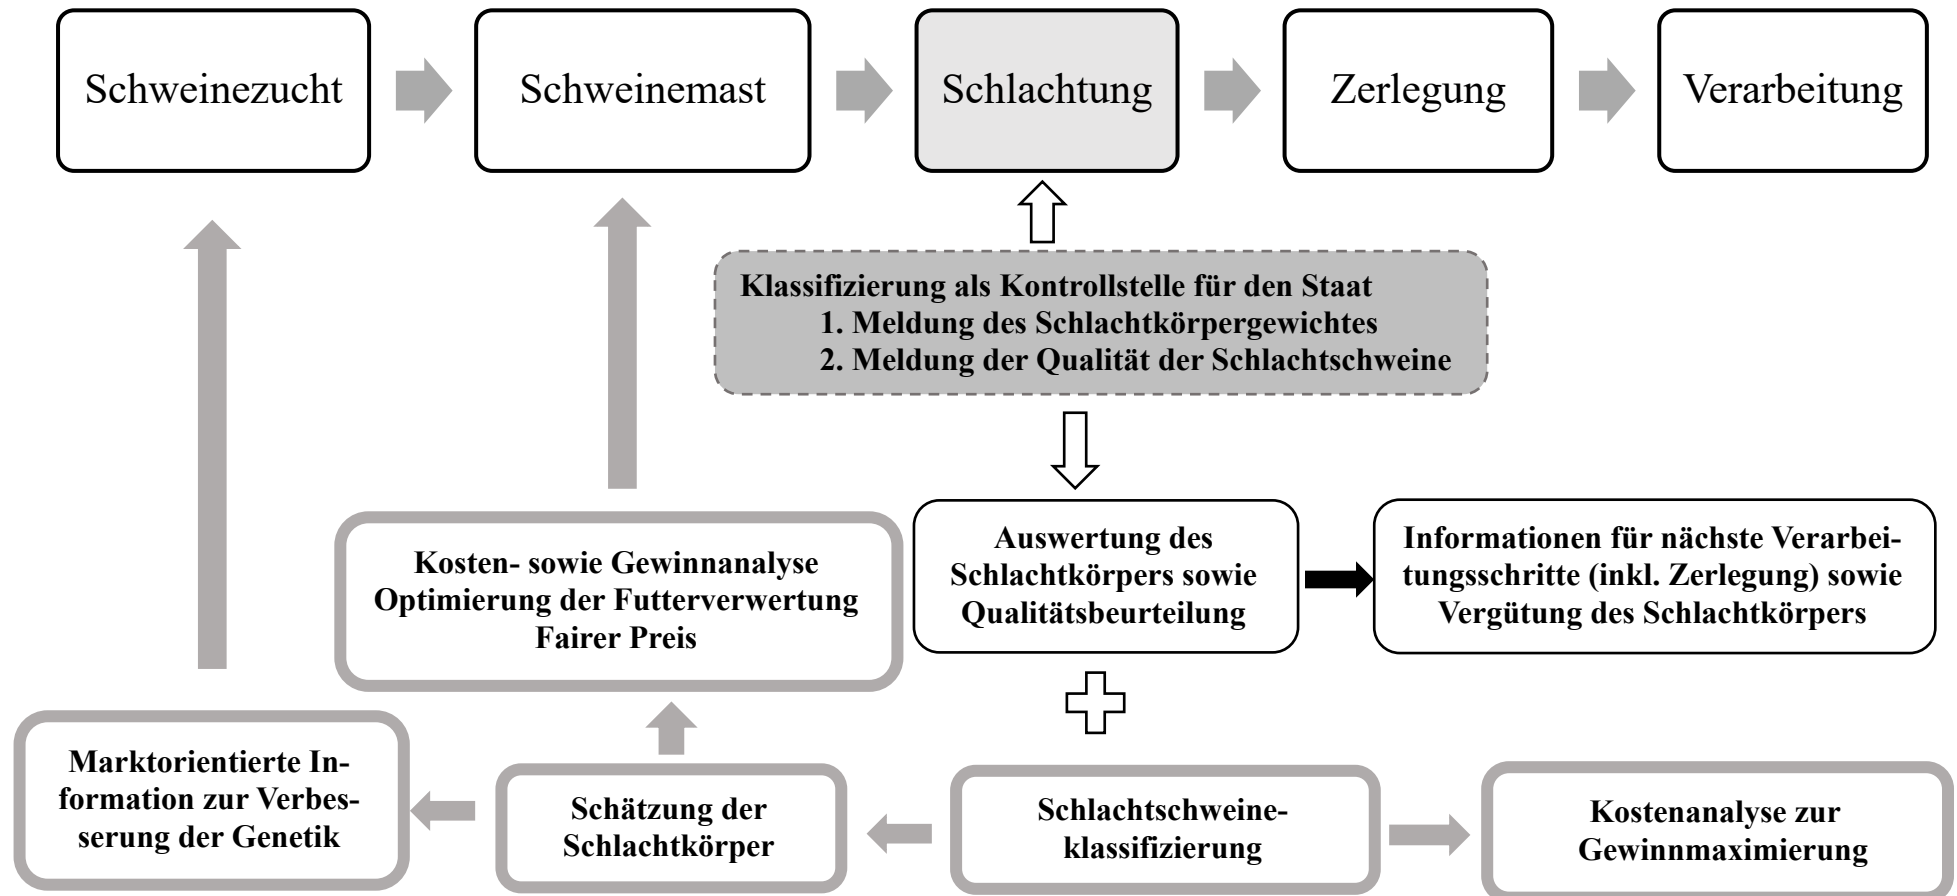 Schweinezucht
Schweinemast
Schlachtung
Zerlegung
Verarbeitung
Klassifizierung als Kontrollstelle für den Staat
1. Meldung des Schlachtkörpergewichtes
2. Meldung der Qualität der Schlachtschweine
Kosten- sowie Gewinnanalyse
Optimierung der Futterverwertung
Fairer Preis
Auswertung des
Schlachtkörpers sowie
Qualitätsbeurteilung
Informationen für nächste Verarbei-
tungsschritte (inkl. Zerlegung) sowie
Vergütung des Schlachtkörpers
Marktorientierte In-
formation zur Verbes-
serung der Genetik
Schätzung der
Schlachtkörper
Schlachtschweine-
klassifizierung
Kostenanalyse zur
Gewinnmaximierung